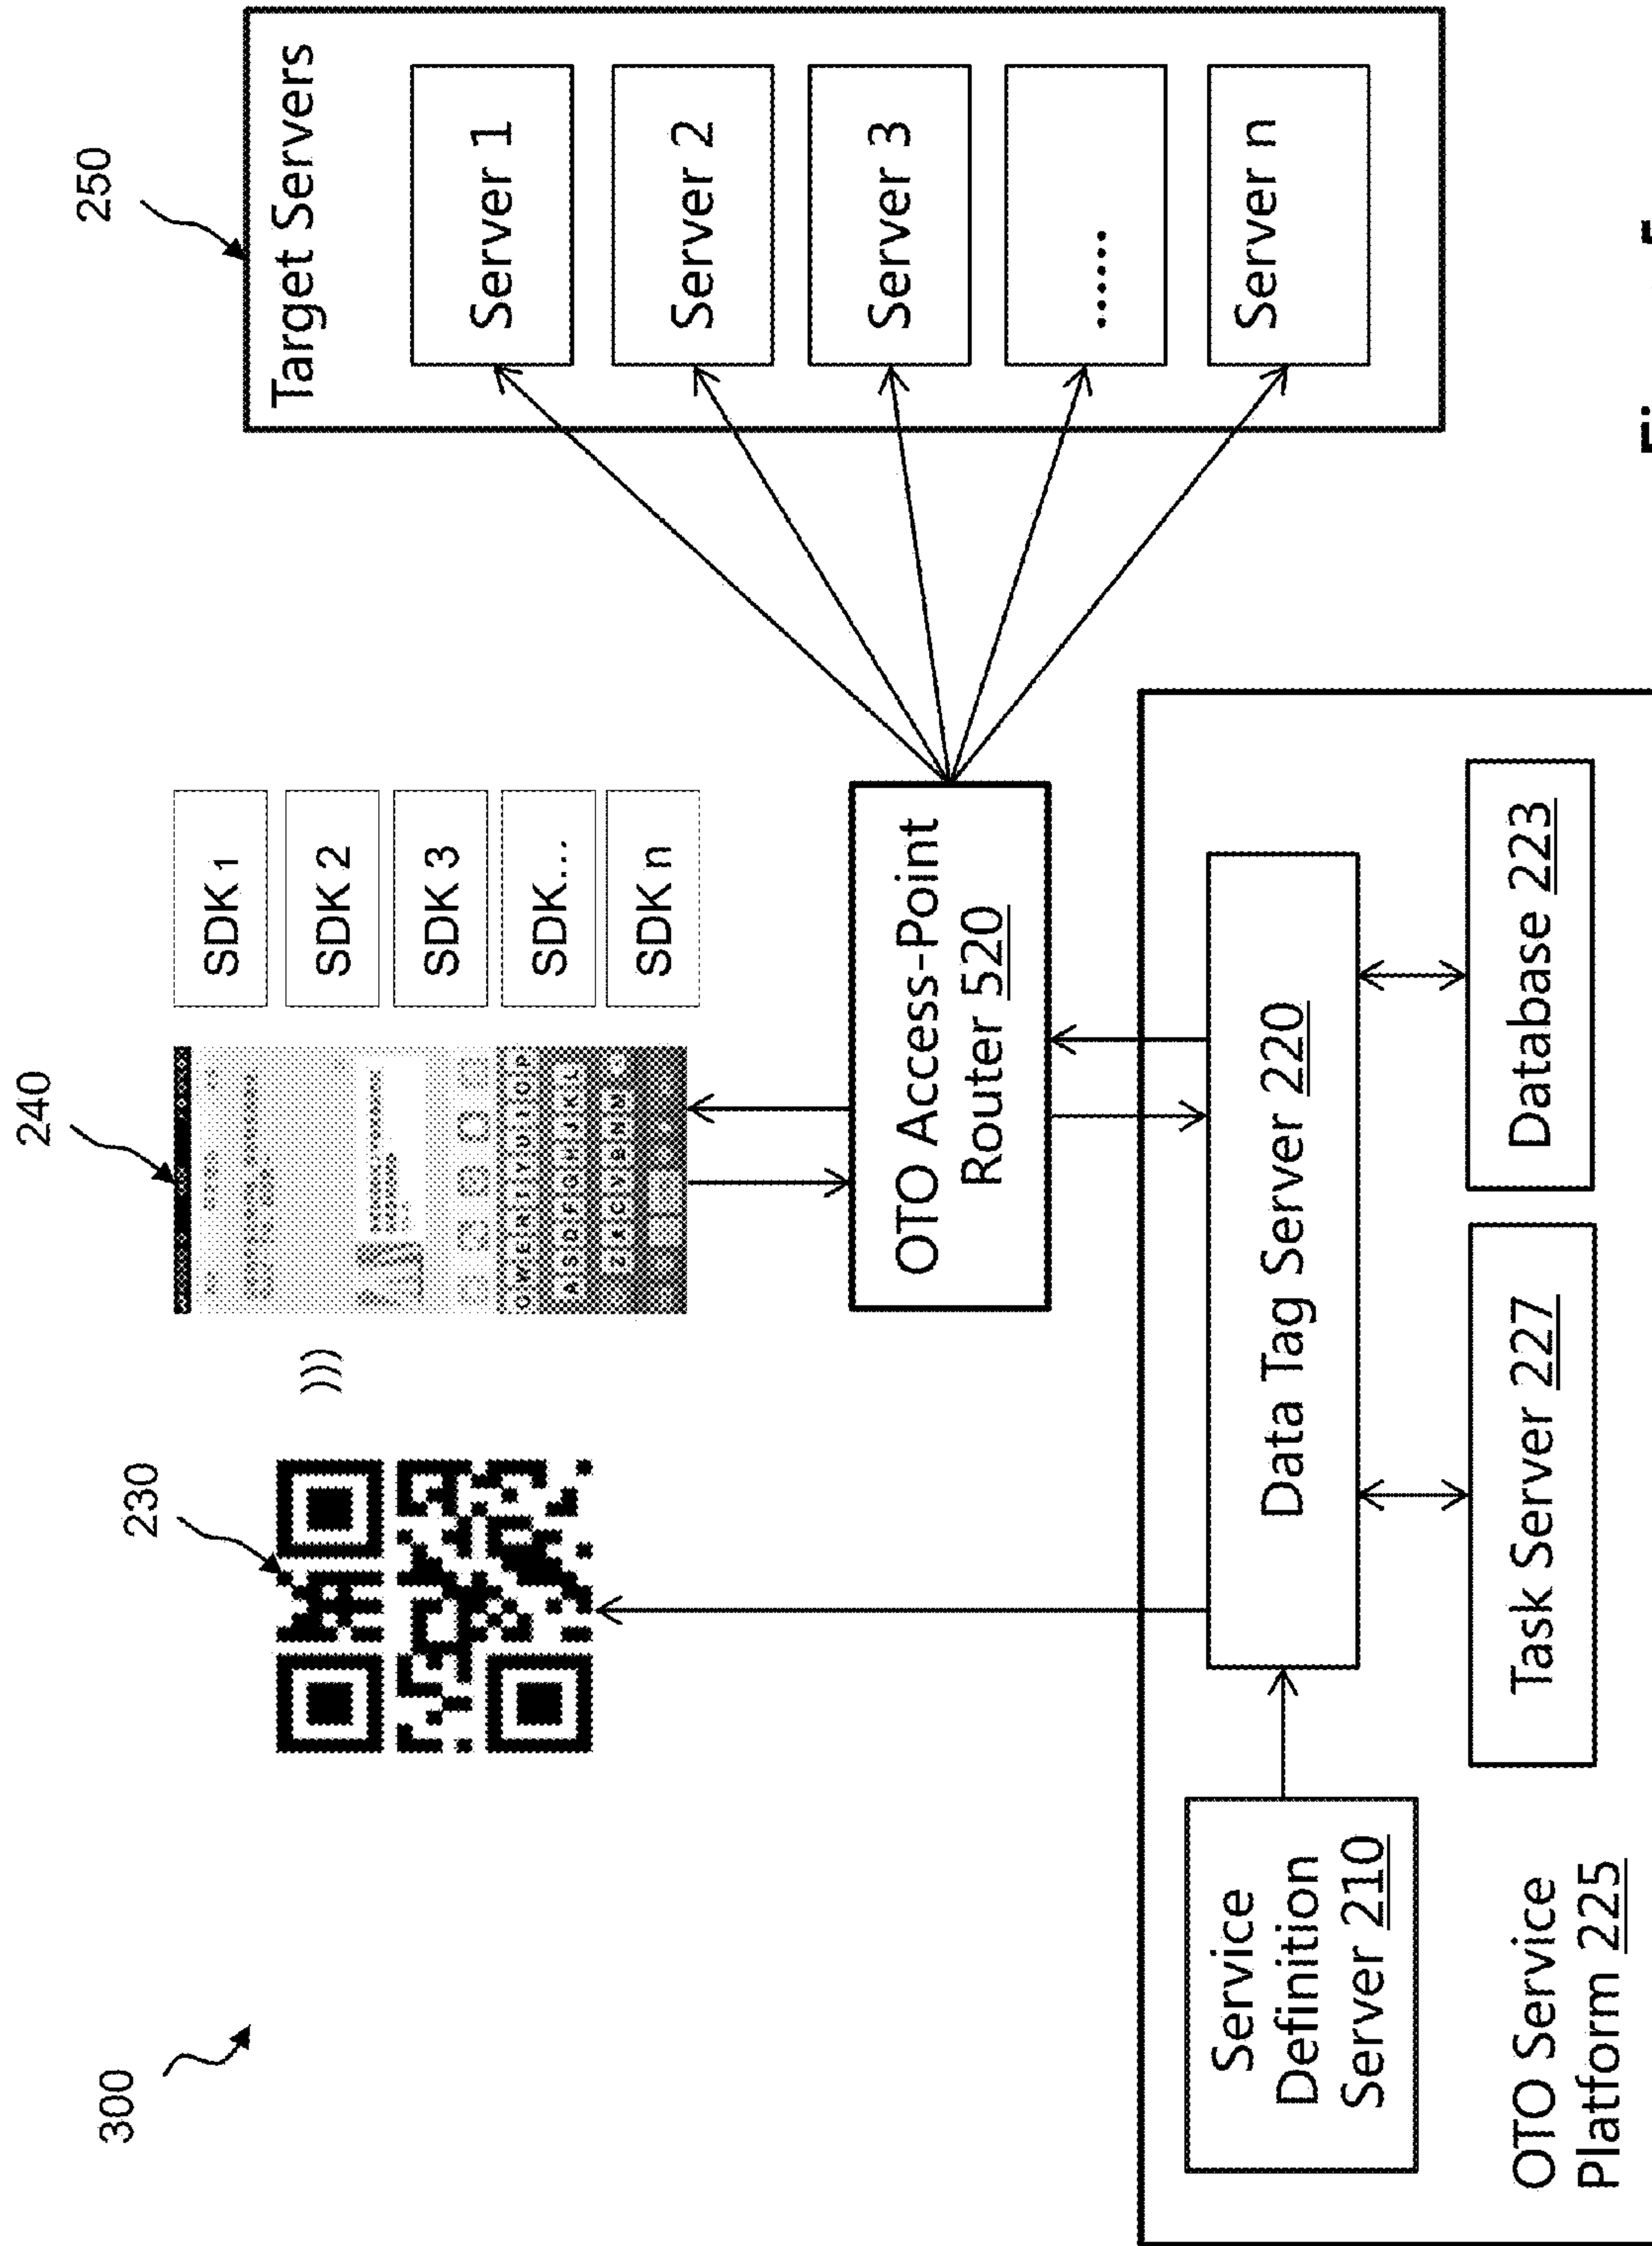 300
230
240
250
SDK 1
SDK 2
SDK 3
SDK...
SDK n
Target Servers
Server 1
Server 2
Server 3
......
Server n
OTO Access-Point
Router 520
Service
Definition
Server 210
Data Tag Server 220
Task Server 227
Database 223
OTO Service
Platform 225